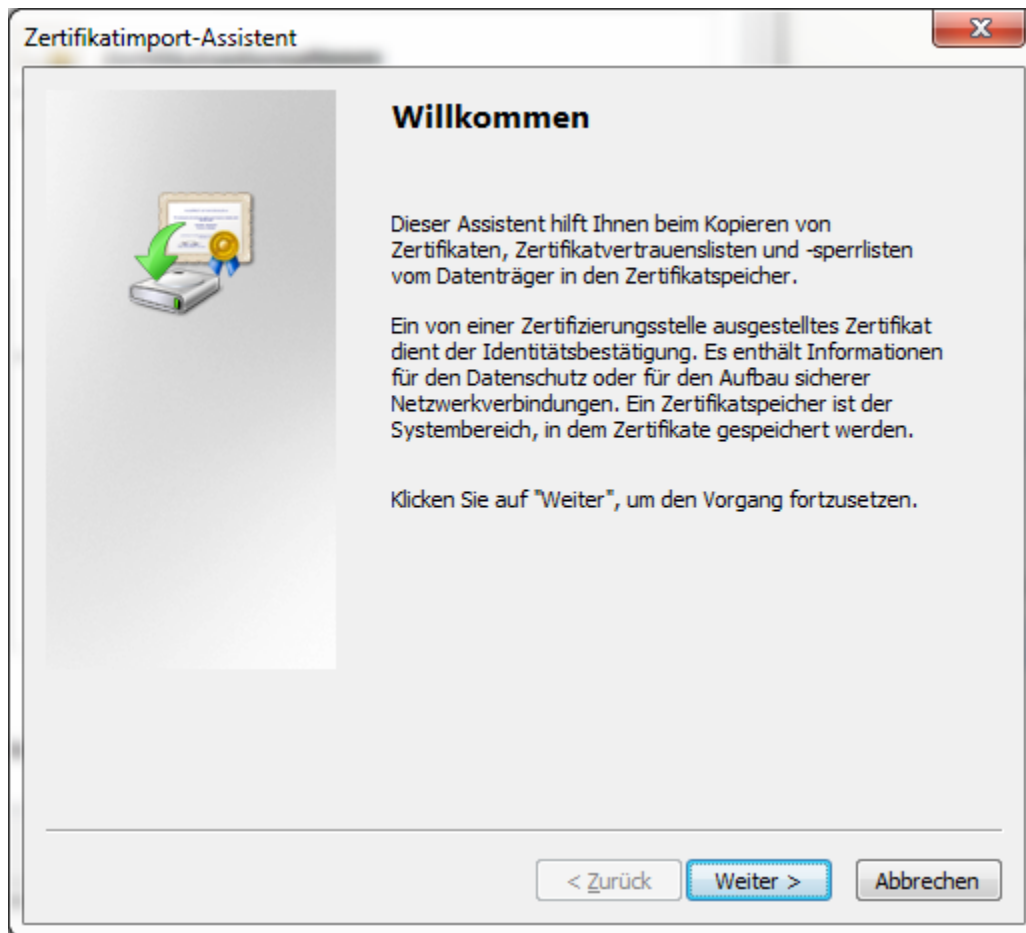 Zertifikatimport-Assistent
Willkommen
Dieser Assistent hilft Ihnen beim Kopieren von
Zertifikaten, Zertifikatvertrauenslisten und -sperrlisten
vom Datenträger in den Zertifikatspeicher.
Ein von einer Zertifizierungsstelle ausgestelltes Zertifikat
dient der Identitätsbestätigung. Es enthält Informationen
für den Datenschutz oder für den Aufbau sicherer
Netzwerkverbindungen. Ein Zertifikatspeicher ist der
Systembereich, in dem Zertifikate gespeichert werden.
Klicken Sie auf "Weiter", um den Vorgang fortzusetzen.
< Zurück Weiter > Abbrechen